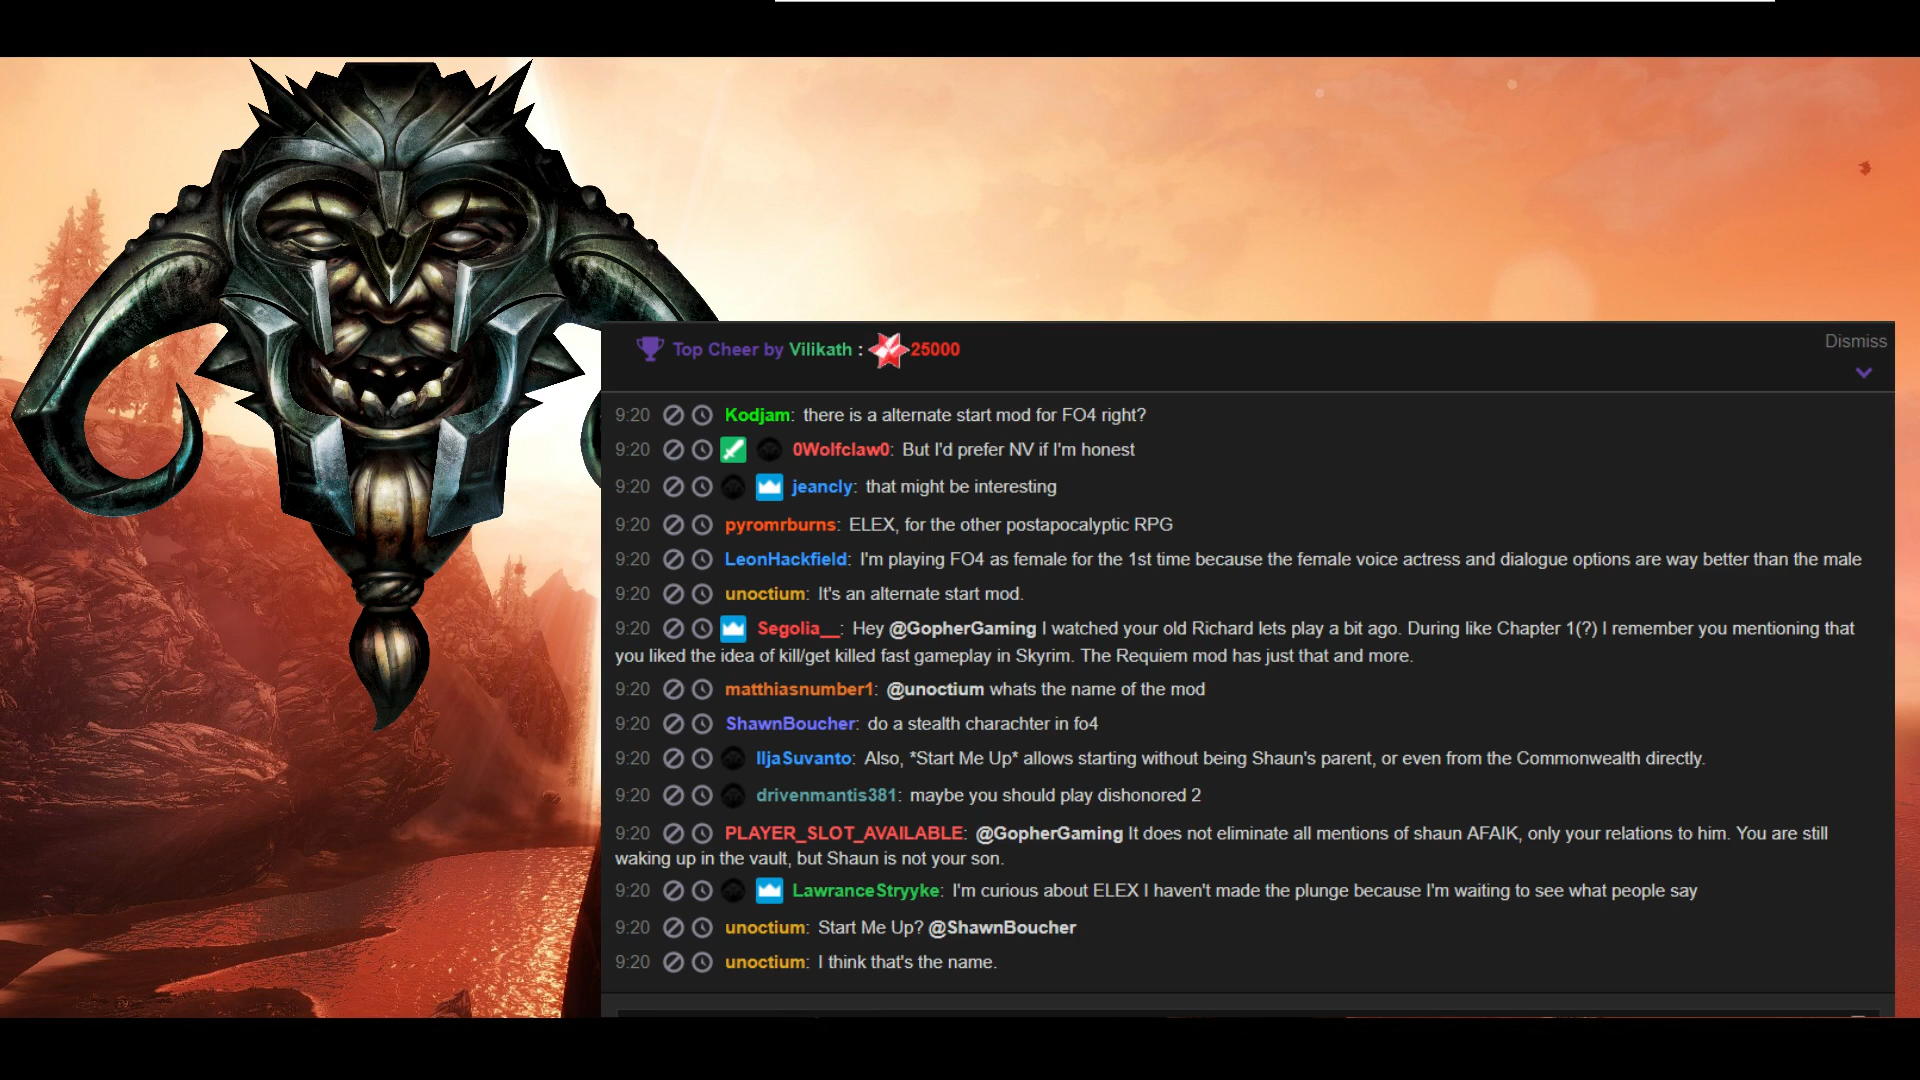 Top Cheer by Vilikath : 25000
Dismiss
9:20 Kodjam: there is a alternate start mod for FO4 right?
9:20 0Wolfclaw0: But I'd prefer NV if I'm honest
9:20 jeancly: that might be interesting
9:20 pyromrburns: ELEX, for the other postapocalyptic RPG
9:20 LeonHackfield: I'm playing FO4 as female for the 1st time because the female voice actress and dialogue options are way better than the male
9:20 unoctium: It's an alternate start mod.
9:20 Segolia__: Hey @GopherGaming I watched your old Richard lets play a bit ago. During like Chapter 1(?) I remember you mentioning that
you liked the idea of kill/get killed fast gameplay in Skyrim. The Requiem mod has just that and more.
9:20 matthiasnumber1: @unoctium whats the name of the mod
9:20 ShawnBoucher: do a stealth charachter in fo4
9:20 IljaSuvanto: Also, *Start Me Up* allows starting without being Shaun's parent, or even from the Commonwealth directly.
9:20 drivenmantis381: maybe you should play dishonored 2
9:20 PLAYER_SLOT_AVAILABLE: @GopherGaming It does not eliminate all mentions of shaun AFAIK, only your relations to him. You are still
waking up in the vault, but Shaun is not your son.
9:20 LawranceStryyke: I'm curious about ELEX I haven't made the plunge because I'm waiting to see what people say
9:20 unoctium: Start Me Up? @ShawnBoucher
9:20 unoctium: I think that's the name.